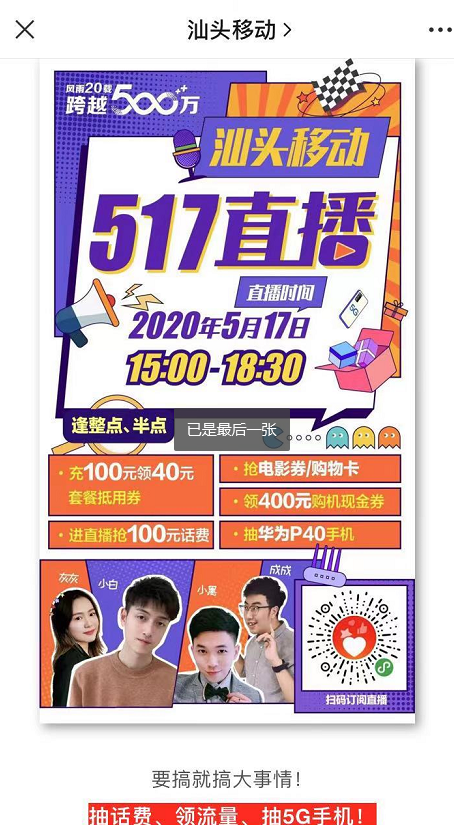 汕头移动
风雨20载
跨越500万
汕头移动
517直播
直播时间
2020年5月17日
15:00-18:30
逢整点、半点
已是最后一张
·充100元领40元
套餐抵用券
·抢电影券/购物卡
·领400元购机现金券
·进直播抢100元话费
·抽华为P40手机
灰灰
小白
小禺
成成
5G
扫码订阅直播
要搞就搞大事情！
抽话费、领流量、抽5G手机！